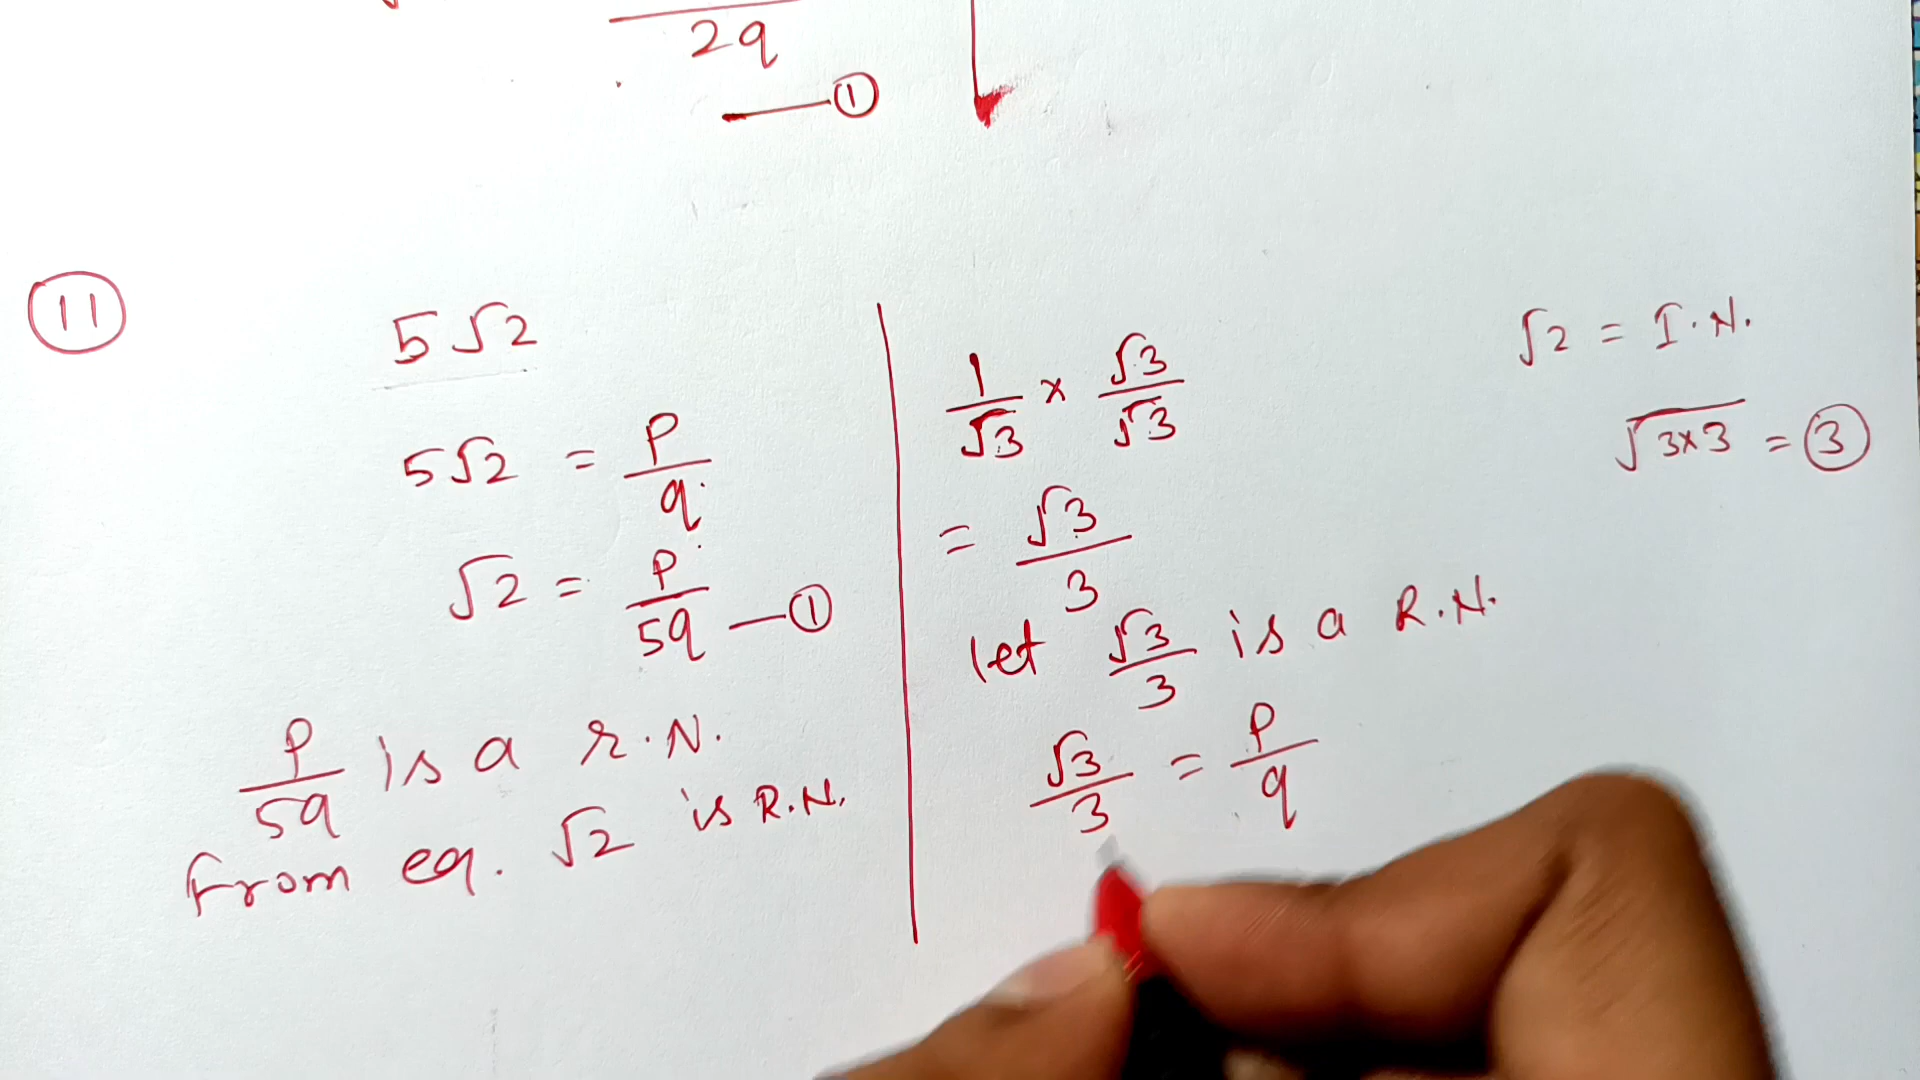 2q
—①
⑪
5√2
5√2 = p/q
√2 = p/5q —①
p/5q is a r.N.
from eq. √2 is R.N.
1/√3 × √3/√3
= √3/3
let √3/3 is a R.N.
√3/3 = p/q
√2 = I.N.
√3×3 = ③